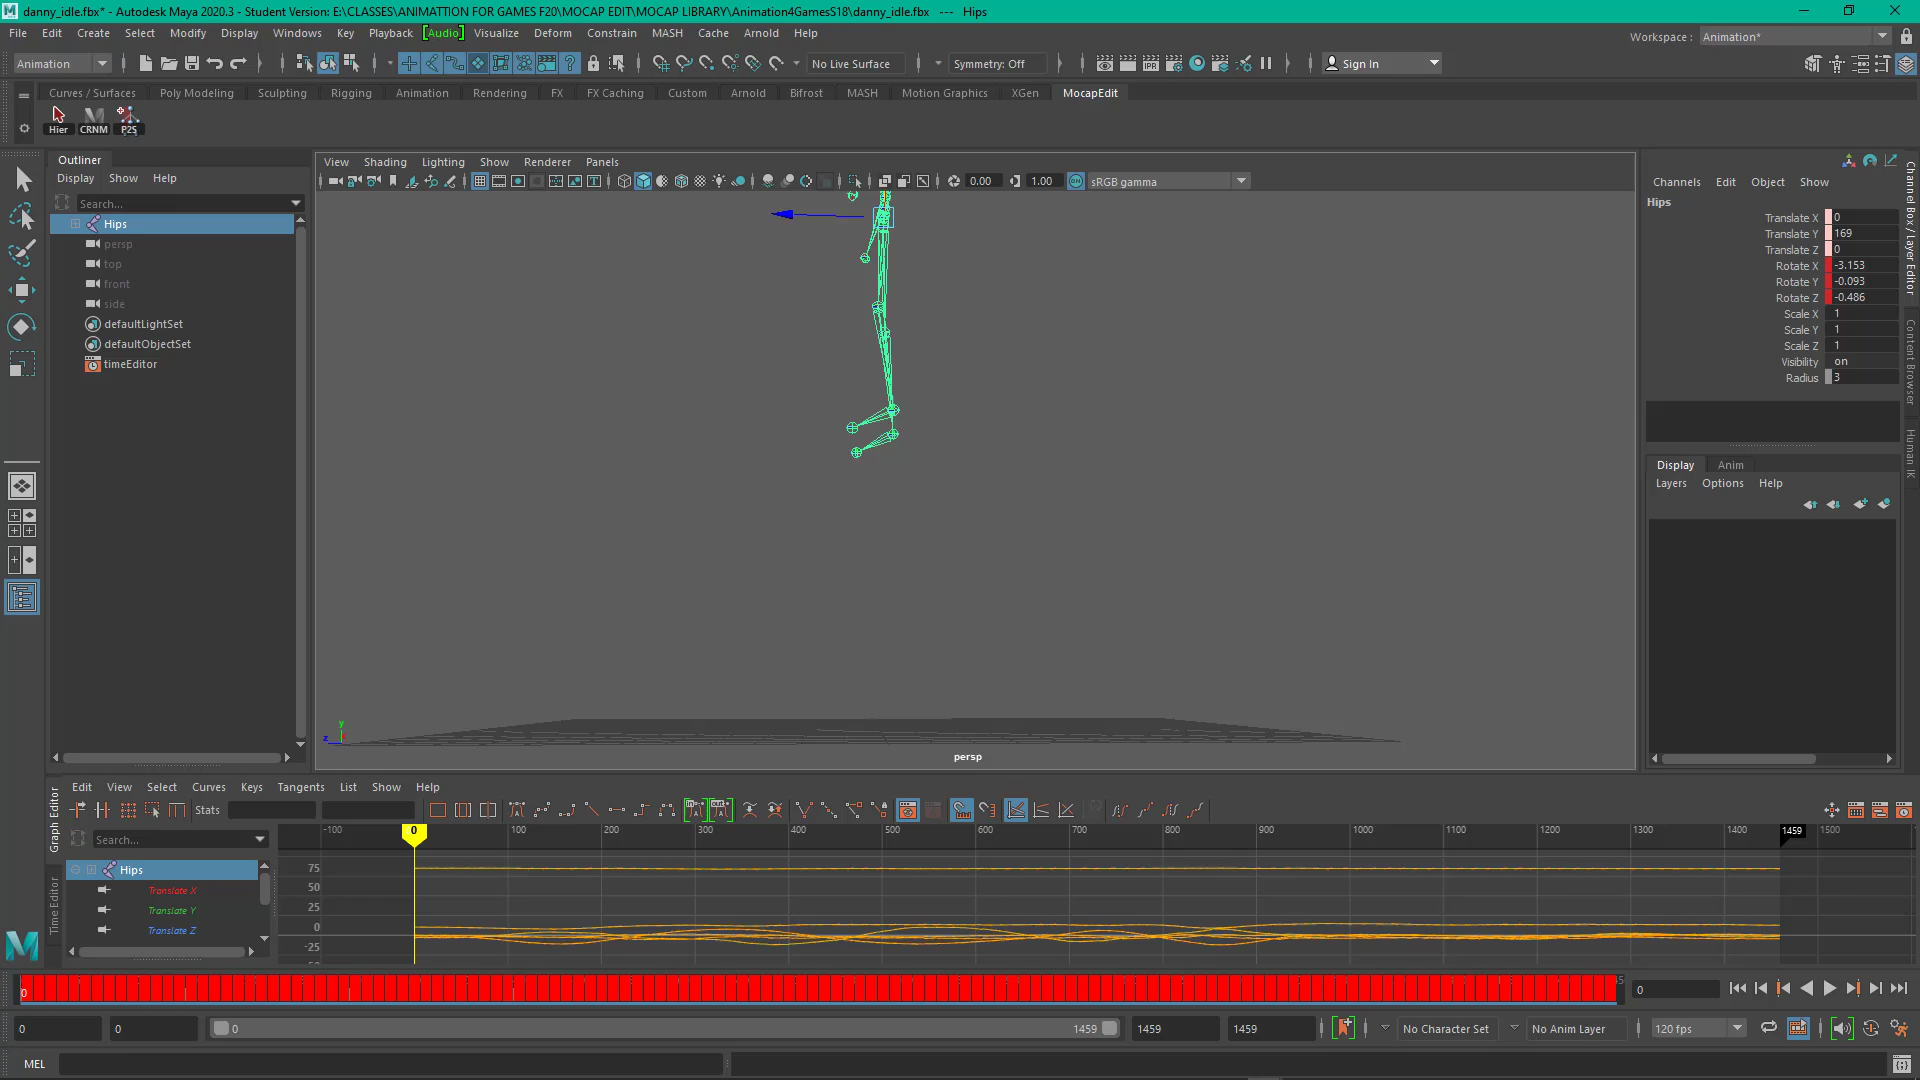 danny_idle.fbx* - Autodesk Maya 2020.3 - Student Version: E:\CLASSES\ANIMATTION FOR GAMES F20\MOCAP EDIT\MOCAP LIBRARY\Animation4GamesS18\danny_idle.fbx --- Hips
File Edit Create Select Modify Display Windows Key Playback [Audio] Visualize Deform Constrain MASH Cache Arnold Help
Workspace : Animation*
Animation No Live Surface Symmetry: Off Sign In
Curves / Surfaces Poly Modeling Sculpting Rigging Animation Rendering FX FX Caching Custom Arnold Bifrost MASH Motion Graphics XGen MocapEdit
Hier CRNM P2S
Outliner
Display Show Help
Search...
Hips
persp
top
front
side
defaultLightSet
defaultObjectSet
timeEditor
View Shading Lighting Show Renderer Panels
0.00 1.00 sRGB gamma
y
z
persp
Channels Edit Object Show
Hips
Translate X 0
Translate Y 169
Translate Z 0
Rotate X -3.153
Rotate Y -0.093
Rotate Z -0.486
Scale X 1
Scale Y 1
Scale Z 1
Visibility on
Radius 3
Display Anim
Layers Options Help
Channel Box / Layer Editor
Content Browser
Human IK
Graph Editor
Time Editor
Edit View Select Curves Keys Tangents List Show Help
Stats
Search...
Hips
Translate X
Translate Y
Translate Z
-100 0 100 200 300 400 500 600 700 800 900 1000 1100 1200 1300 1400 1459 1500
75
50
25
0
-25
0 0
0 0 0 1459 1459 1459 No Character Set No Anim Layer 120 fps
MEL